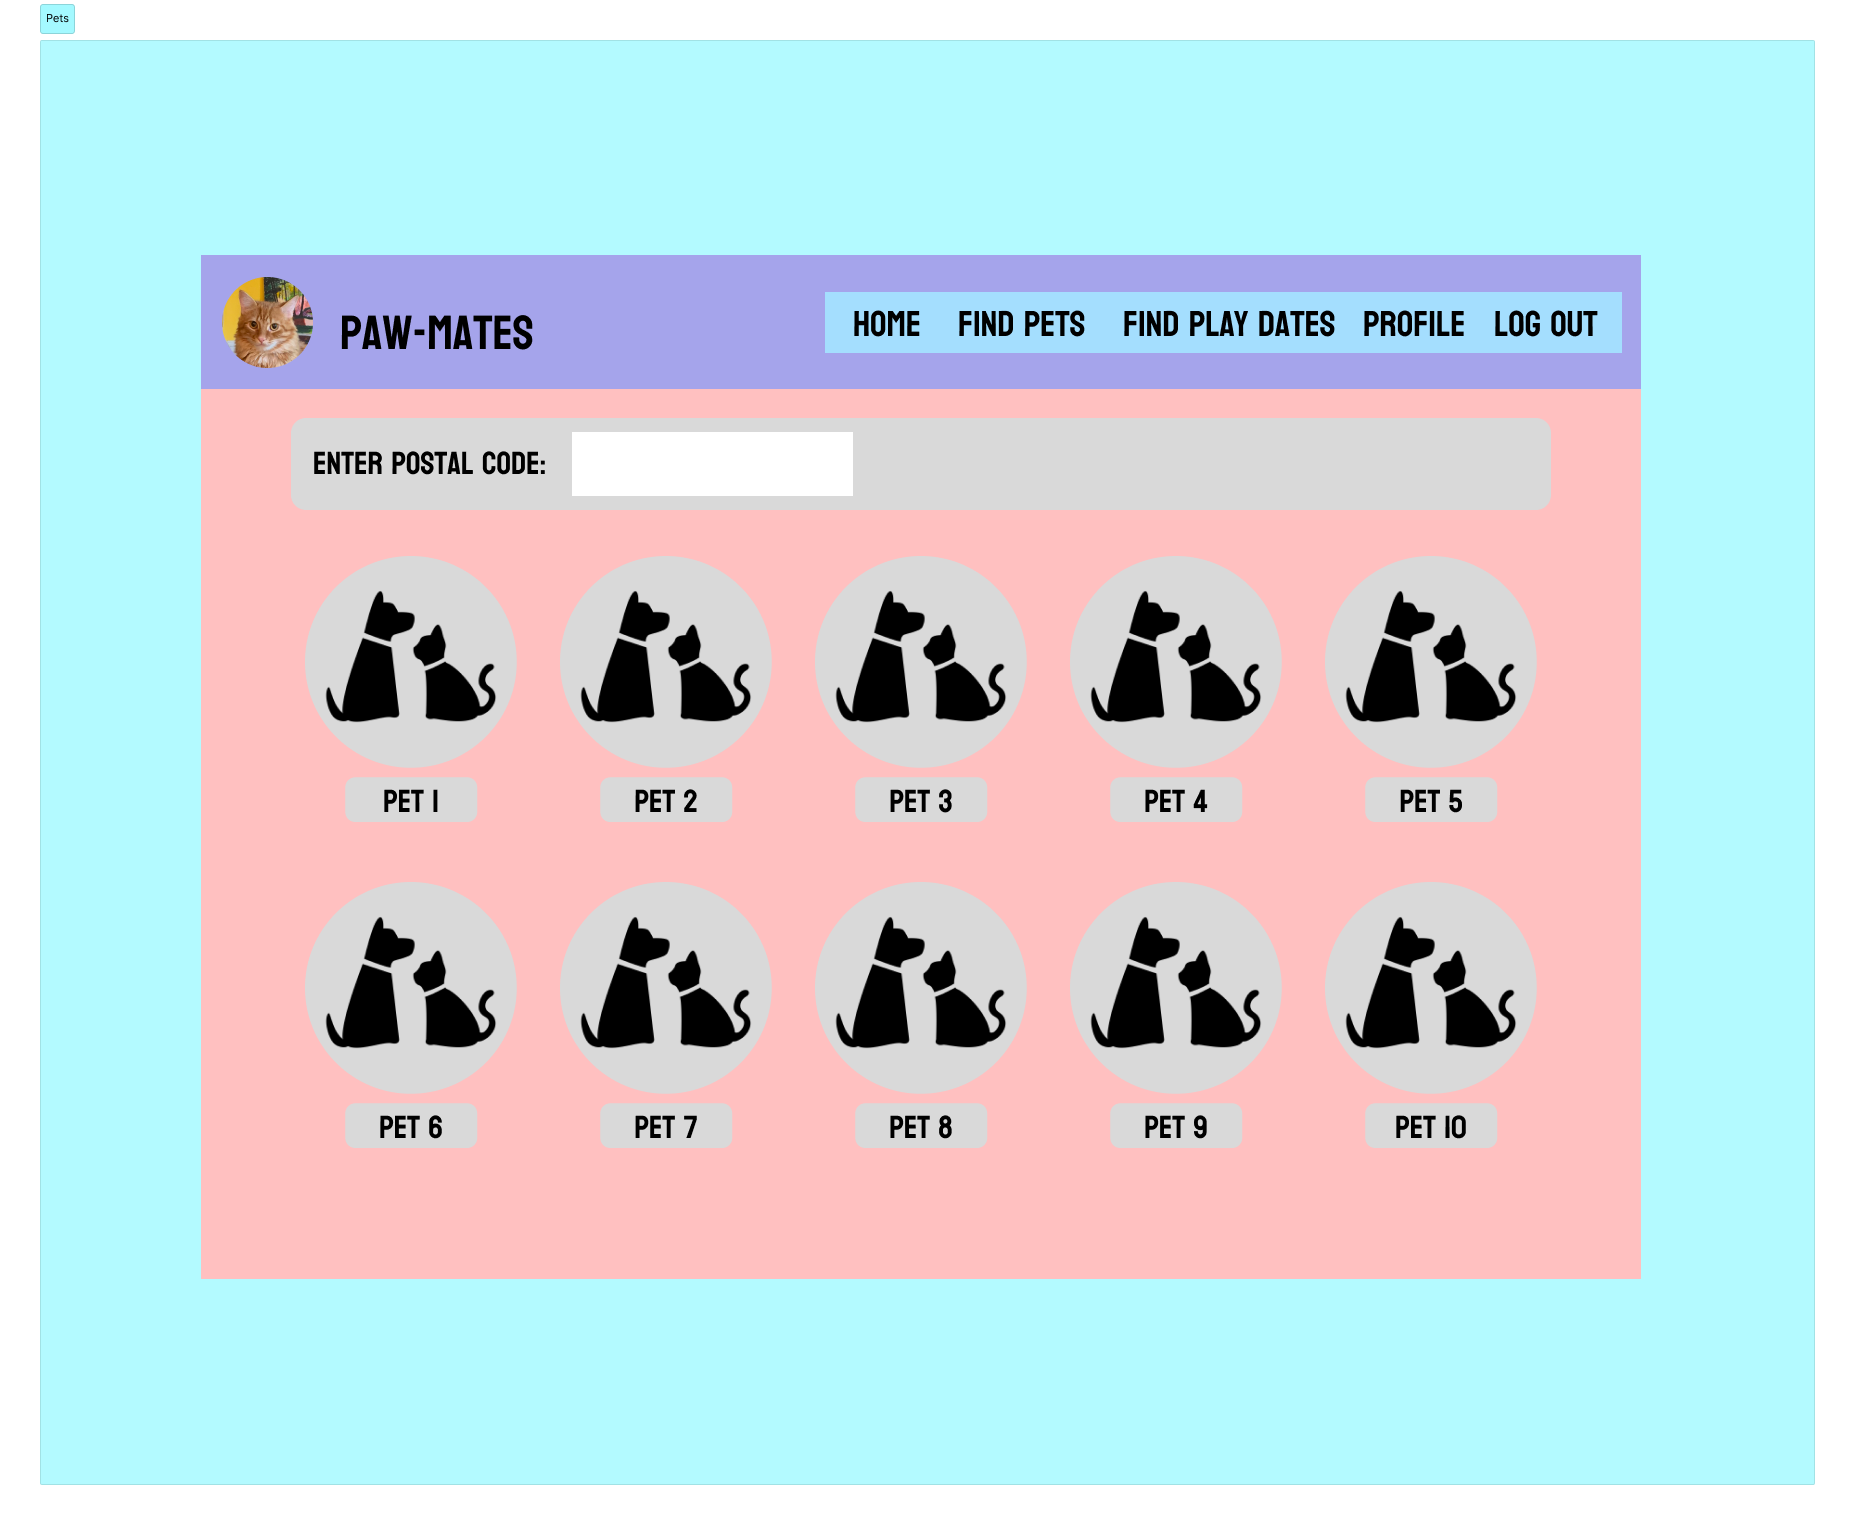 Pets
PAW-MATES
HOME FIND PETS FIND PLAY DATES PROFILE LOG OUT
ENTER POSTAL CODE:
PET 1 PET 2 PET 3 PET 4 PET 5
PET 6 PET 7 PET 8 PET 9 PET 10